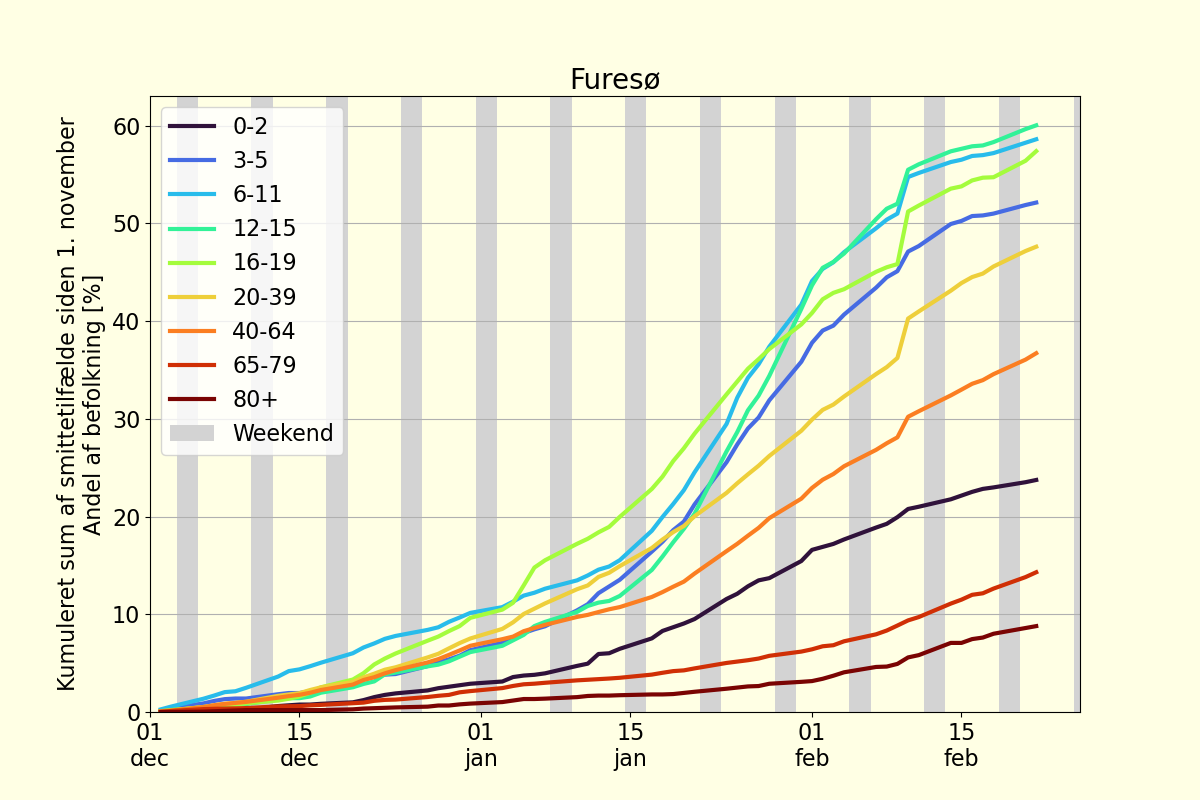 Furesø
Kumuleret sum af smittetilfælde siden 1. november
Andel af befolkning [%]
60
50
40
30
20
10
0
0-2
3-5
6-11
12-15
16-19
20-39
40-64
65-79
80+
Weekend
01 dec
15 dec
01 jan
15 jan
01 feb
15 feb